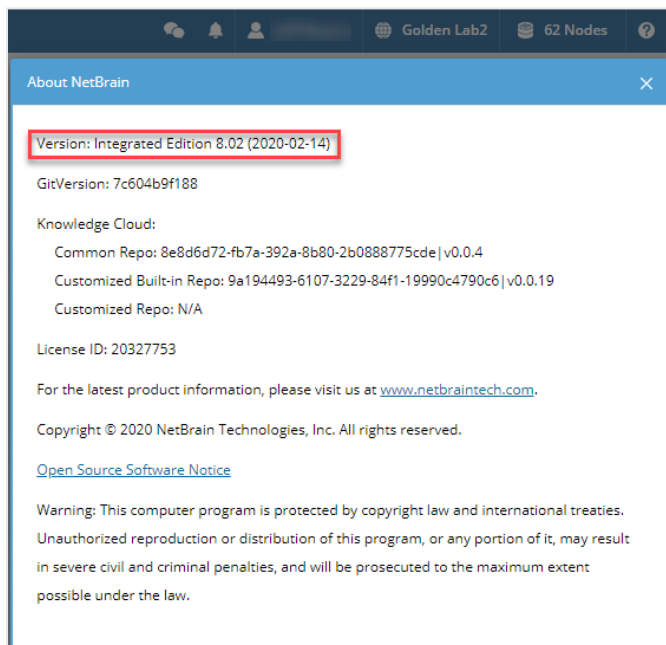 Golden Lab2 62 Nodes
About NetBrain
Version: Integrated Edition 8.02 (2020-02-14)
GitVersion: 7c604b9f188
Knowledge Cloud:
Common Repo: 8e8d6d72-fb7a-392a-8b80-2b0888775cde|v0.0.4
Customized Built-in Repo: 9a194493-6107-3229-84f1-19990c4790c6|v0.0.19
Customized Repo: N/A
License ID: 20327753
For the latest product information, please visit us at www.netbraintech.com.
Copyright © 2020 NetBrain Technologies, Inc. All rights reserved.
Open Source Software Notice
Warning: This computer program is protected by copyright law and international treaties.
Unauthorized reproduction or distribution of this program, or any portion of it, may result
in severe civil and criminal penalties, and will be prosecuted to the maximum extent
possible under the law.